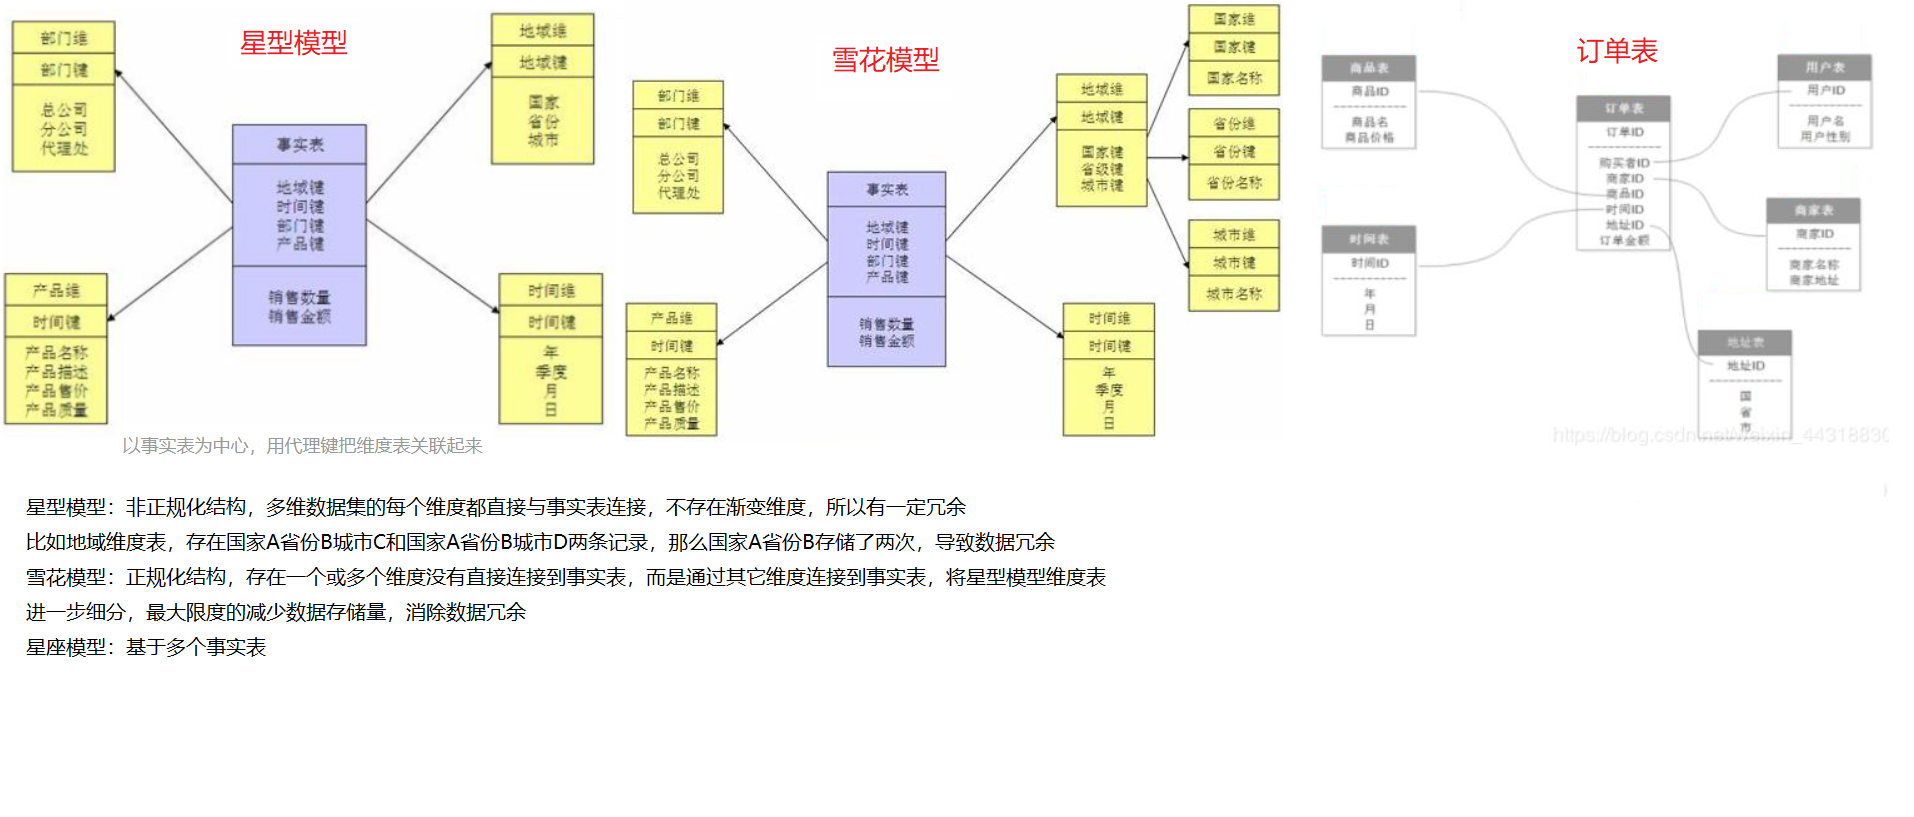 星型模型
部门维
部门键
总公司
分公司
代理处
地域维
地域键
国家
省份
城市
事实表
地域键
时间键
部门键
产品键
销售数量
销售金额
产品维
时间键
产品名称
产品描述
产品售价
产品质量
时间维
时间键
年
季度
月
日
以事实表为中心，用代理键把维度表关联起来
雪花模型
部门维
部门键
总公司
分公司
代理处
地域维
地域键
国家键
省级键
城市键
国家维
国家键
国家名称
省份维
省份键
省份名称
城市维
城市键
城市名称
事实表
地域键
时间键
部门键
产品键
销售数量
销售金额
产品维
时间键
产品名称
产品描述
产品售价
产品质量
时间维
时间键
年
季度
月
日
订单表
商品表
商品ID
商品名
商品价格
时间表
时间ID
年
月
日
订单表
订单ID
购买者ID
商家ID
商品ID
时间ID
地址ID
订单金额
用户表
用户ID
用户名
用户性别
商家表
商家ID
商家名称
商家地址
地址表
地址ID
国
省
市
https://blog.csdn.net/weixin_44318830
星型模型：非正规化结构，多维数据集的每个维度都直接与事实表连接，不存在渐变维度，所以有一定冗余
比如地域维度表，存在国家A省份B城市C和国家A省份B城市D两条记录，那么国家A省份B存储了两次，导致数据冗余
雪花模型：正规化结构，存在一个或多个维度没有直接连接到事实表，而是通过其它维度连接到事实表，将星型模型维度表
进一步细分，最大限度的减少数据存储量，消除数据冗余
星座模型：基于多个事实表